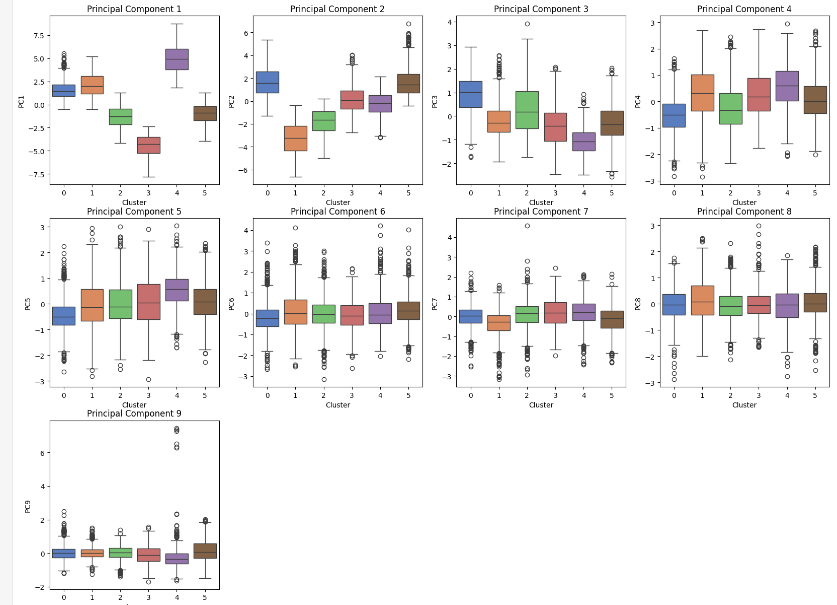 Principal Component 1
7.5
5.0
2.5
0.0
−2.5
−5.0
−7.5
PC1
0 1 2 3 4 5
Cluster
Principal Component 2
6
4
2
0
−2
−4
−6
PC2
0 1 2 3 4 5
Cluster
Principal Component 3
4
3
2
1
0
−1
−2
PC3
0 1 2 3 4 5
Cluster
Principal Component 4
3
2
1
0
−1
−2
−3
PC4
0 1 2 3 4 5
Cluster
Principal Component 5
3
2
1
0
−1
−2
−3
PC5
0 1 2 3 4 5
Cluster
Principal Component 6
4
3
2
1
0
−1
−2
−3
PC6
0 1 2 3 4 5
Cluster
Principal Component 7
4
3
2
1
0
−1
−2
−3
PC7
0 1 2 3 4 5
Cluster
Principal Component 8
3
2
1
0
−1
−2
−3
PC8
0 1 2 3 4 5
Cluster
Principal Component 9
6
4
2
0
−2
PC9
0 1 2 3 4 5